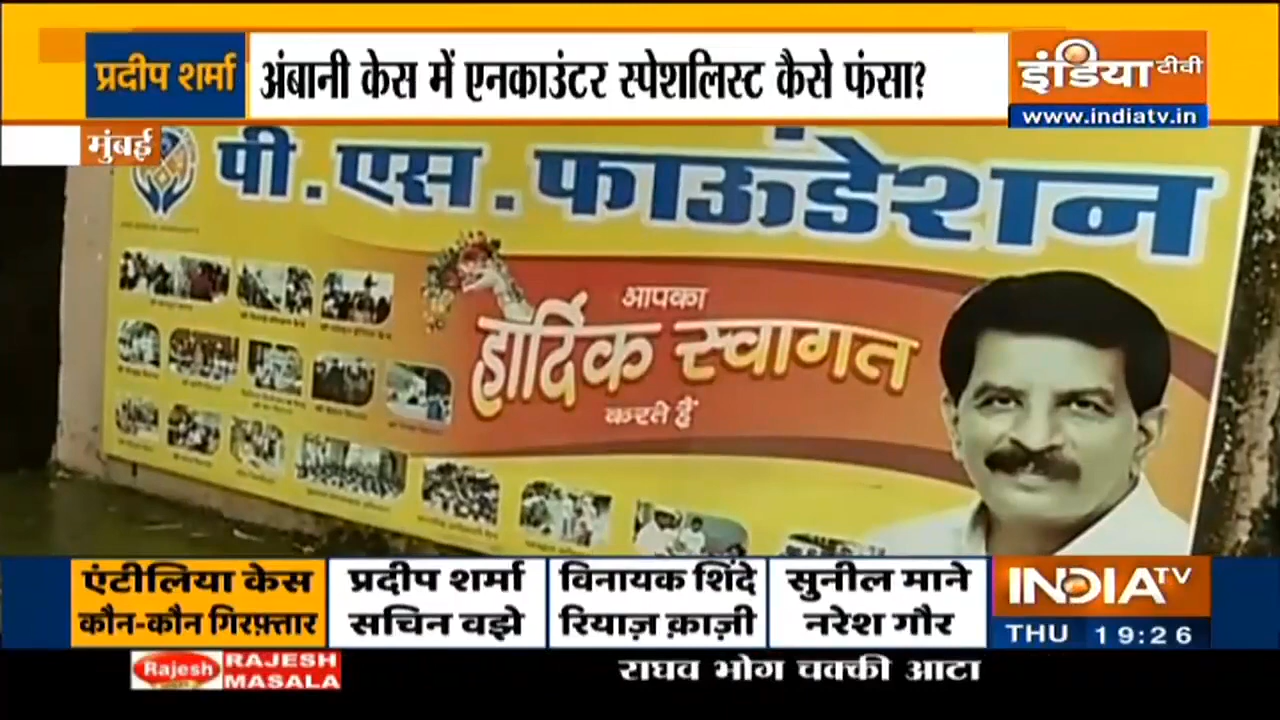 प्रदीप शर्मा
अंबानी केस में एनकाउंटर स्पेशलिस्ट कैसे फंसा?
इंडिया टीवी
www.indiatv.in
मुंबई
पी. एस. फाऊंडेशन
आपका
हार्दिक स्वागत
करते हैं
एंटीलिया केस
कौन-कौन गिरफ़्तार
प्रदीप शर्मा
सचिन वझे
विनायक शिंदे
रियाज़ क़ाज़ी
सुनील माने
नरेश गौर
INDIA TV
THU 19:26
Rajesh
RAJESH
MASALA
राघव भोग चक्की आटा